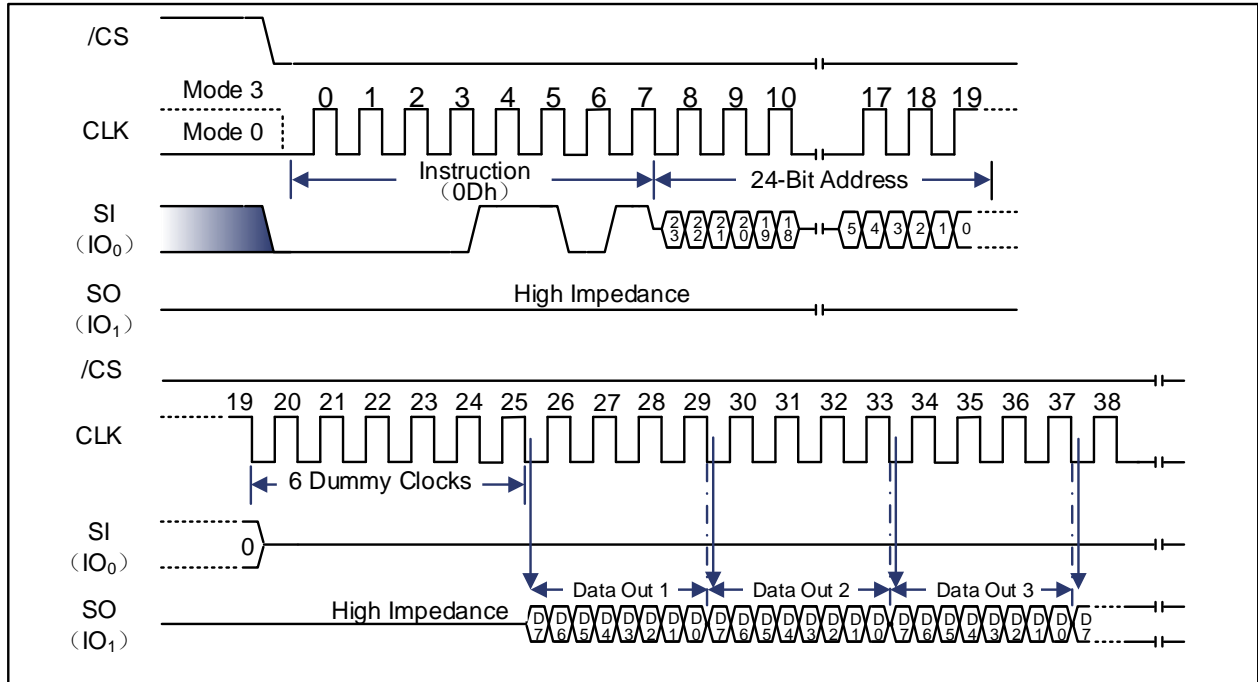 /CS
Mode 3
0 1 2 3 4 5 6 7 8 9 10 17 18 19
CLK
Mode 0
Instruction
（0Dh）
24-Bit Address
SI
（IO0）
23 22 21 20 19 18 5 4 3 2 1 0
SO
（IO1）
High Impedance
/CS
19 20 21 22 23 24 25 26 27 28 29 30 31 32 33 34 35 36 37 38
CLK
6 Dummy Clocks
SI
（IO0）
0
Data Out 1 Data Out 2 Data Out 3
SO
（IO1）
High Impedance
D7 D6 D5 D4 D3 D2 D1 D0 D7 D6 D5 D4 D3 D2 D1 D0 D7 D6 D5 D4 D3 D2 D1 D0 D7